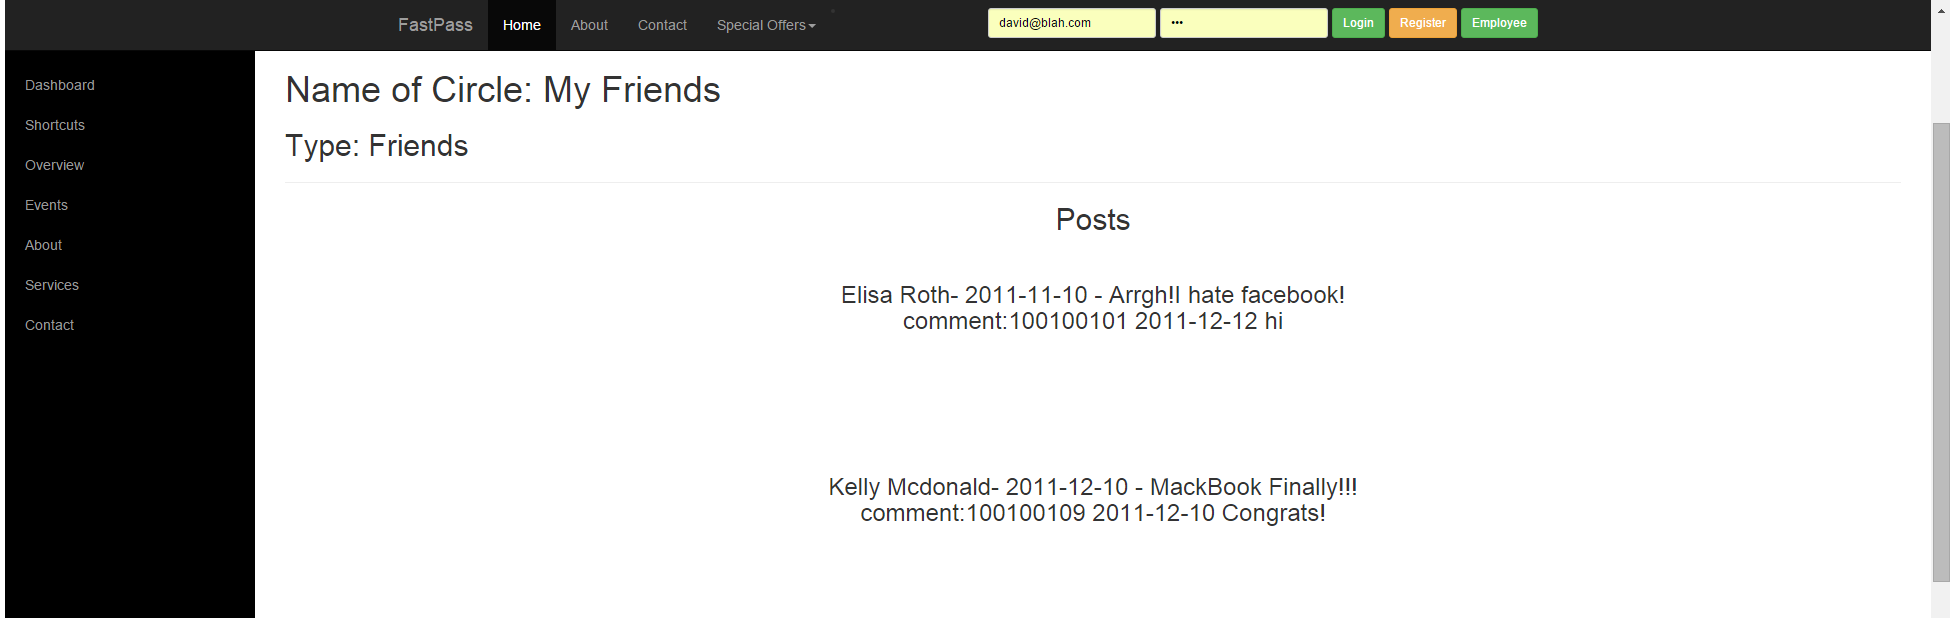 FastPass Home About Contact Special Offers david@blah.com ••• Login Register Employee
Dashboard
Shortcuts
Overview
Events
About
Services
Contact
Name of Circle: My Friends
Type: Friends
Posts
Elisa Roth- 2011-11-10 - Arrgh!I hate facebook!
comment:100100101 2011-12-12 hi
Kelly Mcdonald- 2011-12-10 - MackBook Finally!!!
comment:100100109 2011-12-10 Congrats!